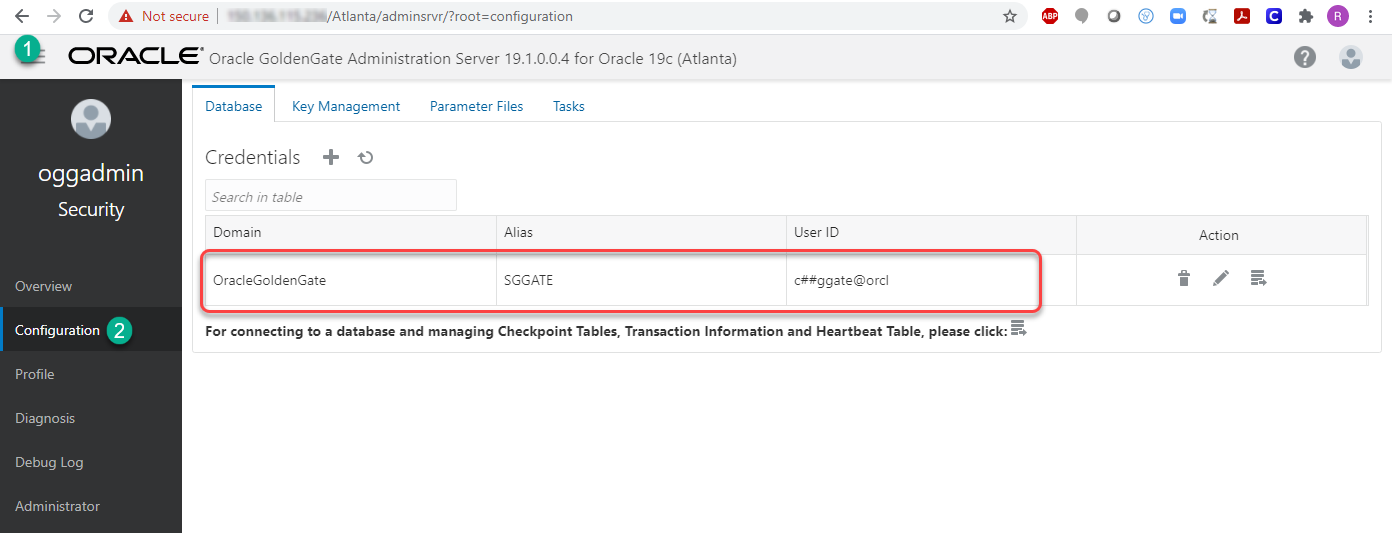 Not secure /Atlanta/adminsrvr/?root=configuration ABP C R
1 ORACLE® Oracle GoldenGate Administration Server 19.1.0.0.4 for Oracle 19c (Atlanta) ?
Database Key Management Parameter Files Tasks
oggadmin
Security
Credentials
Search in table
Domain Alias User ID Action
OracleGoldenGate SGGATE c##ggate@orcl
For connecting to a database and managing Checkpoint Tables, Transaction Information and Heartbeat Table, please click:
Overview
Configuration 2
Profile
Diagnosis
Debug Log
Administrator